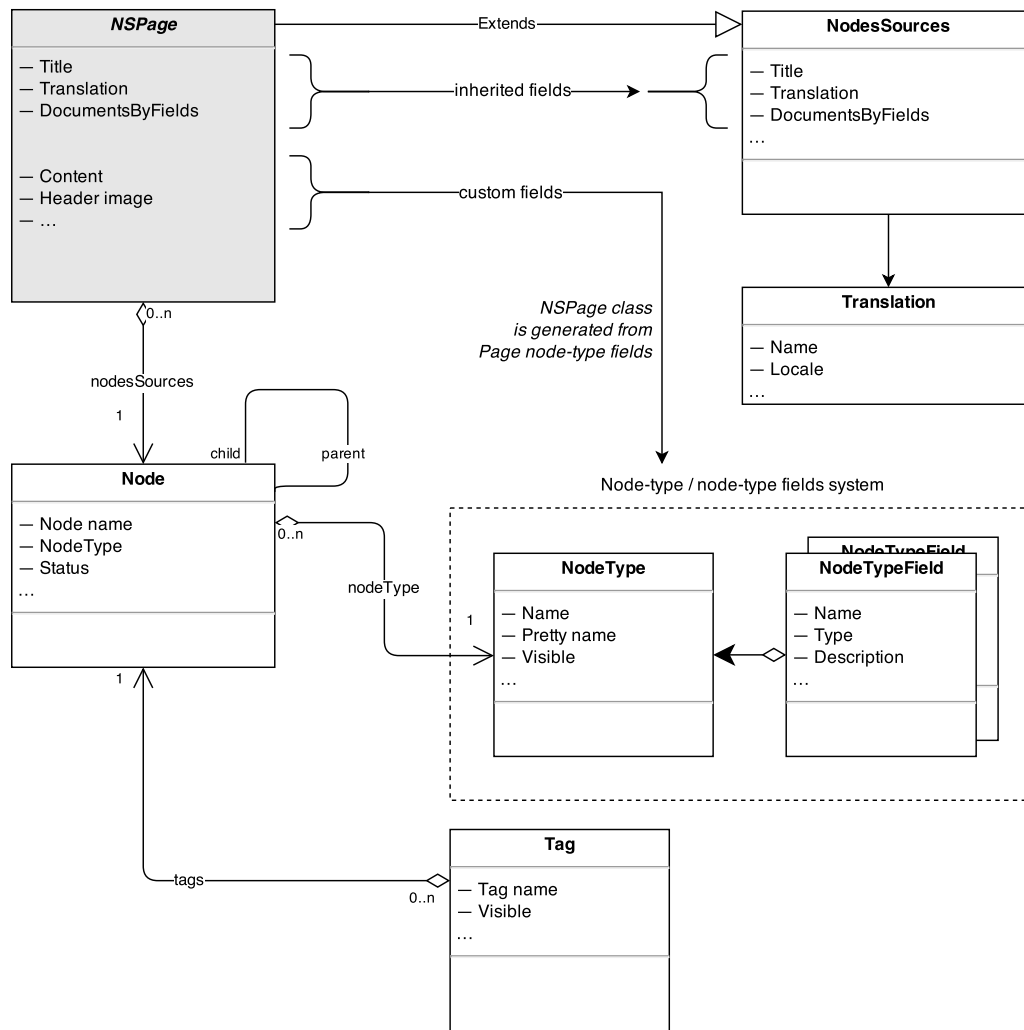 NSPage
— Title
— Translation
— DocumentsByFields
— Content
— Header image
— ...
Extends
inherited fields
custom fields
NodesSources
— Title
— Translation
— DocumentsByFields
...
Translation
— Name
— Locale
...
NSPage class
is generated from
Page node-type fields
0..n
nodesSources
1
child
parent
Node
— Node name
— NodeType
— Status
...
0..n
nodeType
1
Node-type / node-type fields system
NodeType
— Name
— Pretty name
— Visible
...
NodeTypeField
NodeTypeField
— Name
— Type
— Description
...
1
tags
0..n
Tag
— Tag name
— Visible
...